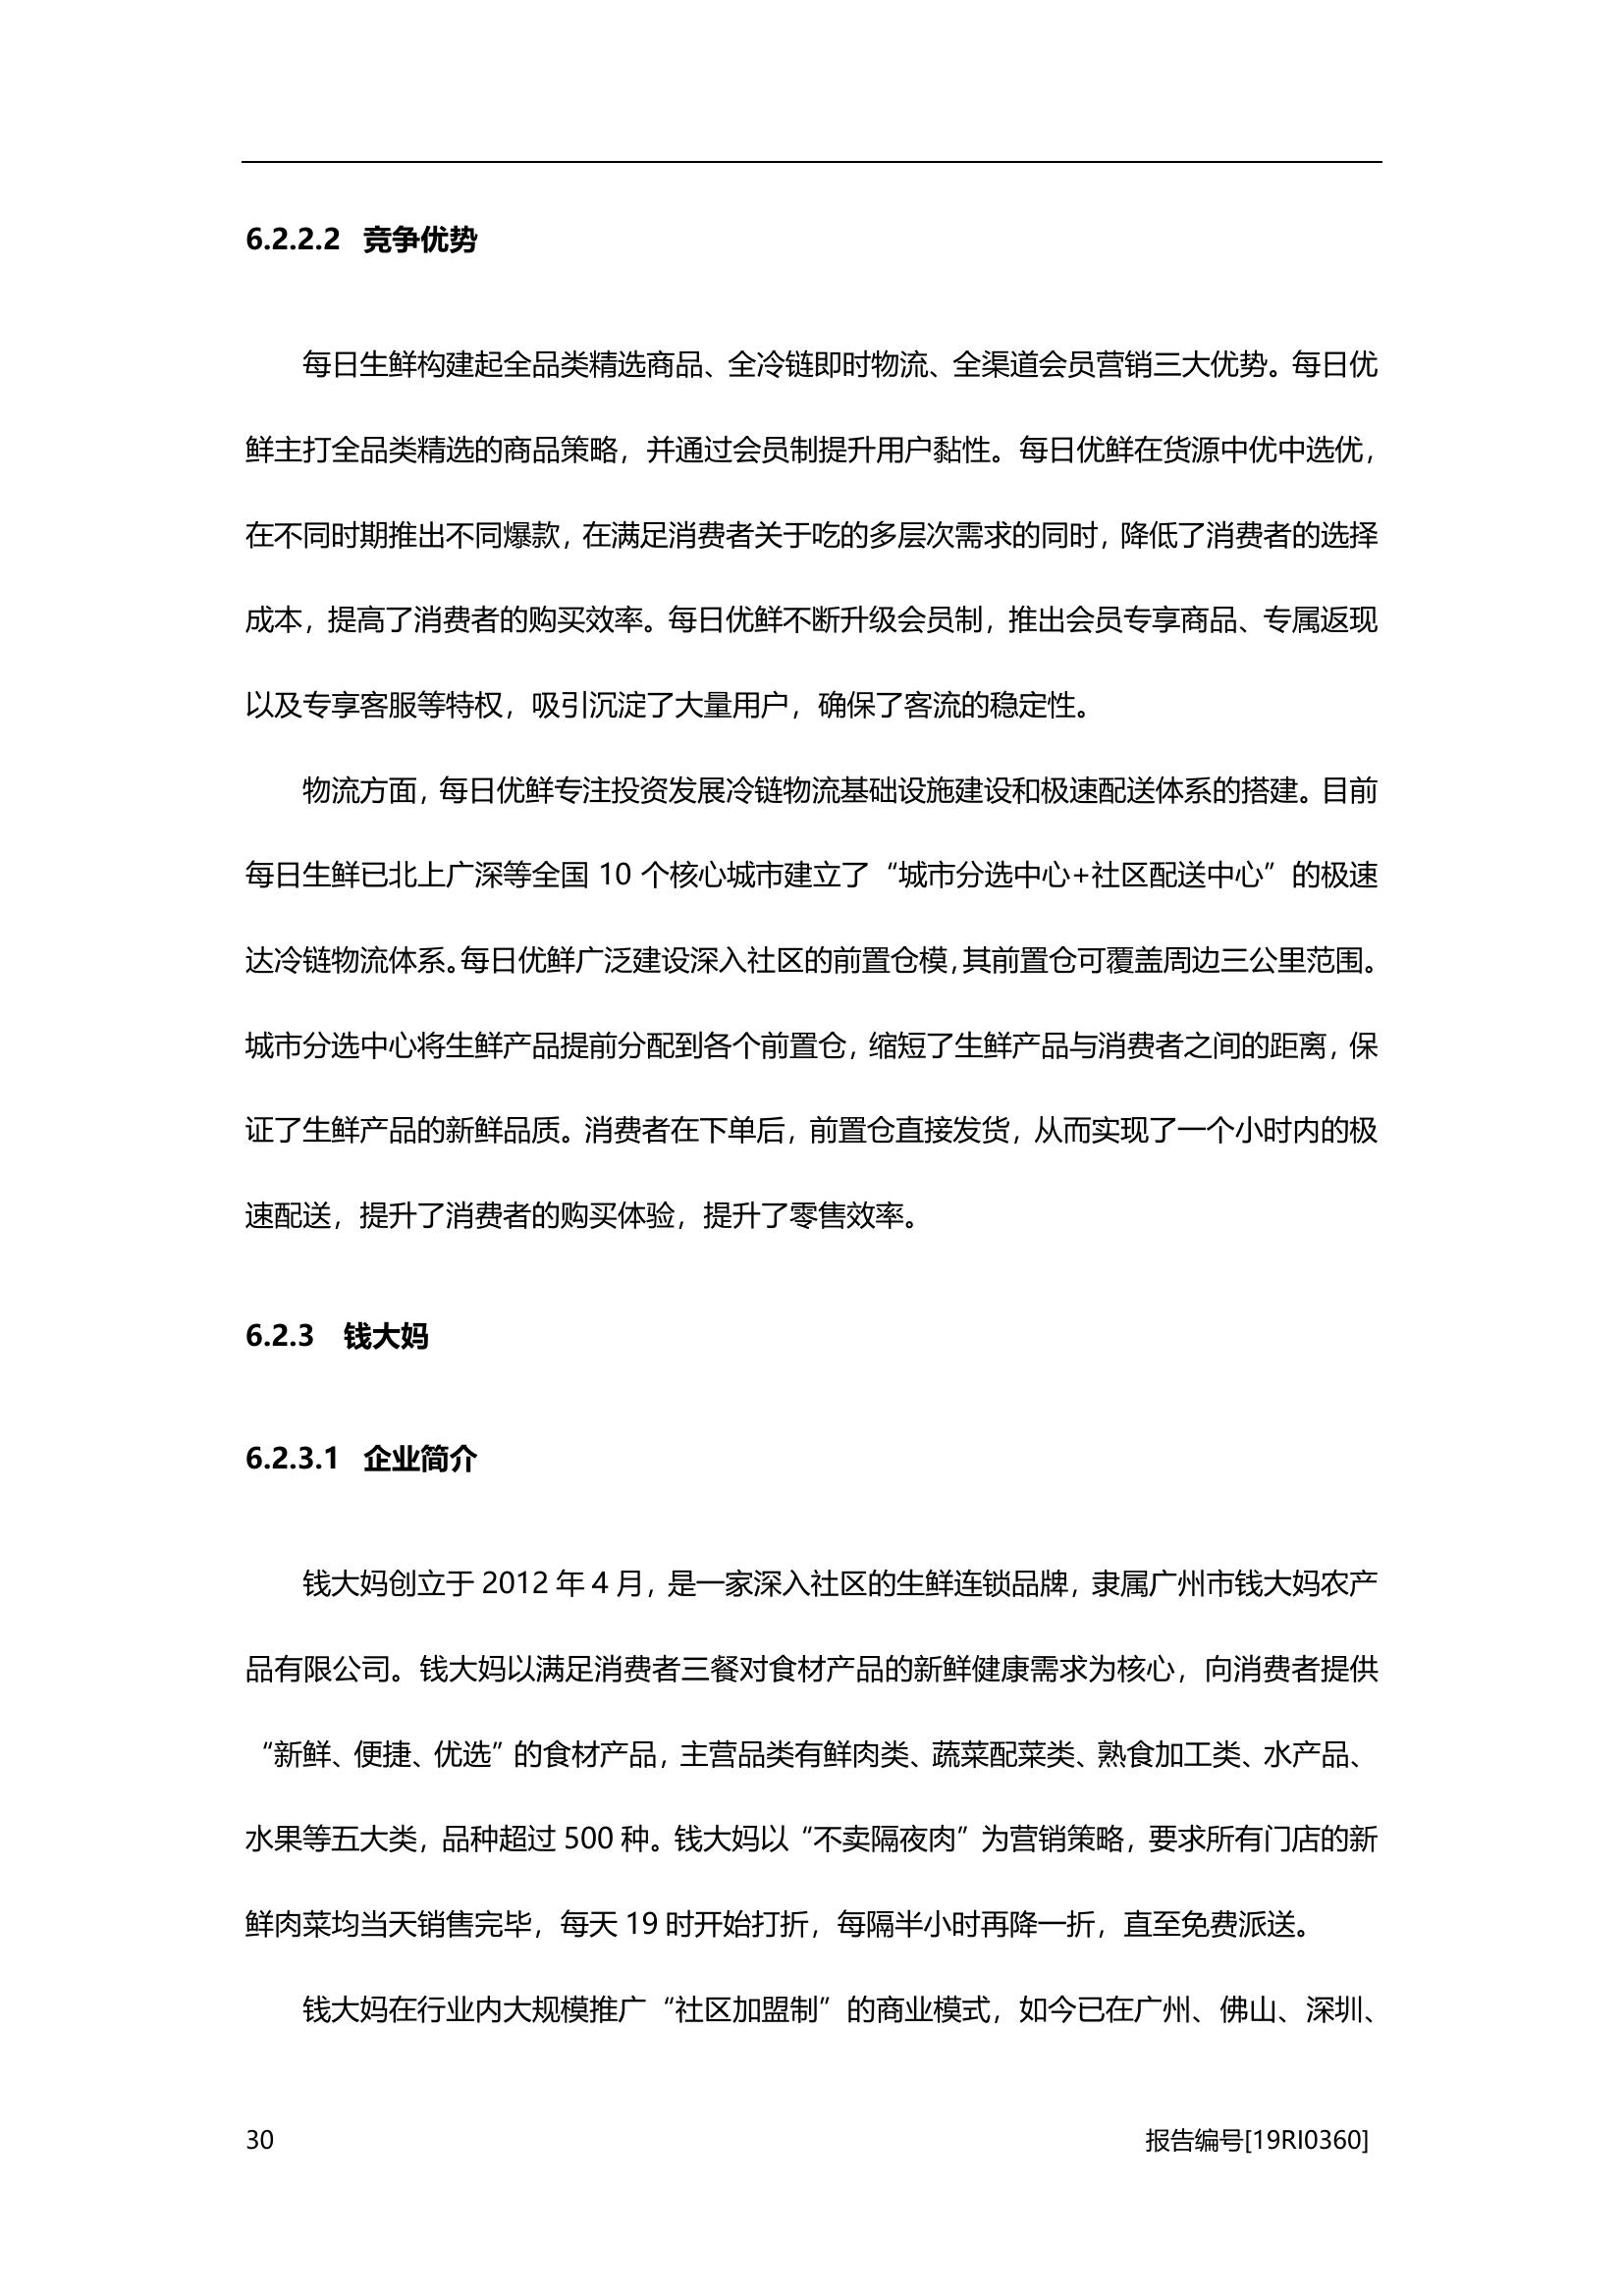 6.2.2.2 竞争优势
每日生鲜构建起全品类精选商品、全冷链即时物流、全渠道会员营销三大优势。每日优
鲜主打全品类精选的商品策略，并通过会员制提升用户黏性。每日优鲜在货源中优中选优，
在不同时期推出不同爆款，在满足消费者关于吃的多层次需求的同时，降低了消费者的选择
成本，提高了消费者的购买效率。每日优鲜不断升级会员制，推出会员专享商品、专属返现
以及专享客服等特权，吸引沉淀了大量用户，确保了客流的稳定性。
物流方面，每日优鲜专注投资发展冷链物流基础设施建设和极速配送体系的搭建。目前
每日生鲜已北上广深等全国 10 个核心城市建立了“城市分选中心+社区配送中心”的极速
达冷链物流体系。每日优鲜广泛建设深入社区的前置仓模，其前置仓可覆盖周边三公里范围。
城市分选中心将生鲜产品提前分配到各个前置仓，缩短了生鲜产品与消费者之间的距离，保
证了生鲜产品的新鲜品质。消费者在下单后，前置仓直接发货，从而实现了一个小时内的极
速配送，提升了消费者的购买体验，提升了零售效率。
6.2.3 钱大妈
6.2.3.1 企业简介
钱大妈创立于 2012 年 4 月，是一家深入社区的生鲜连锁品牌，隶属广州市钱大妈农产
品有限公司。钱大妈以满足消费者三餐对食材产品的新鲜健康需求为核心，向消费者提供
“新鲜、便捷、优选”的食材产品，主营品类有鲜肉类、蔬菜配菜类、熟食加工类、水产品、
水果等五大类，品种超过 500 种。钱大妈以“不卖隔夜肉”为营销策略，要求所有门店的新
鲜肉菜均当天销售完毕，每天 19 时开始打折，每隔半小时再降一折，直至免费派送。
钱大妈在行业内大规模推广“社区加盟制”的商业模式，如今已在广州、佛山、深圳、
30 报告编号[19RI0360]